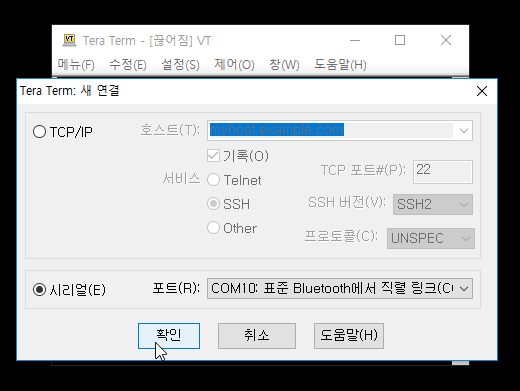 Tera Term - [끊어짐] VT
메뉴(F) 수정(E) 설정(S) 제어(O) 창(W) 도움말(H)
Tera Term: 새 연결
TCP/IP 호스트(T): myhost.example.com
기록(O)
서비스 Telnet TCP 포트#(P): 22
SSH SSH 버전(V): SSH2
Other 프로토콜(C): UNSPEC
시리얼(E) 포트(R): COM10: 표준 Bluetooth에서 직렬 링크(CO
확인 취소 도움말(H)